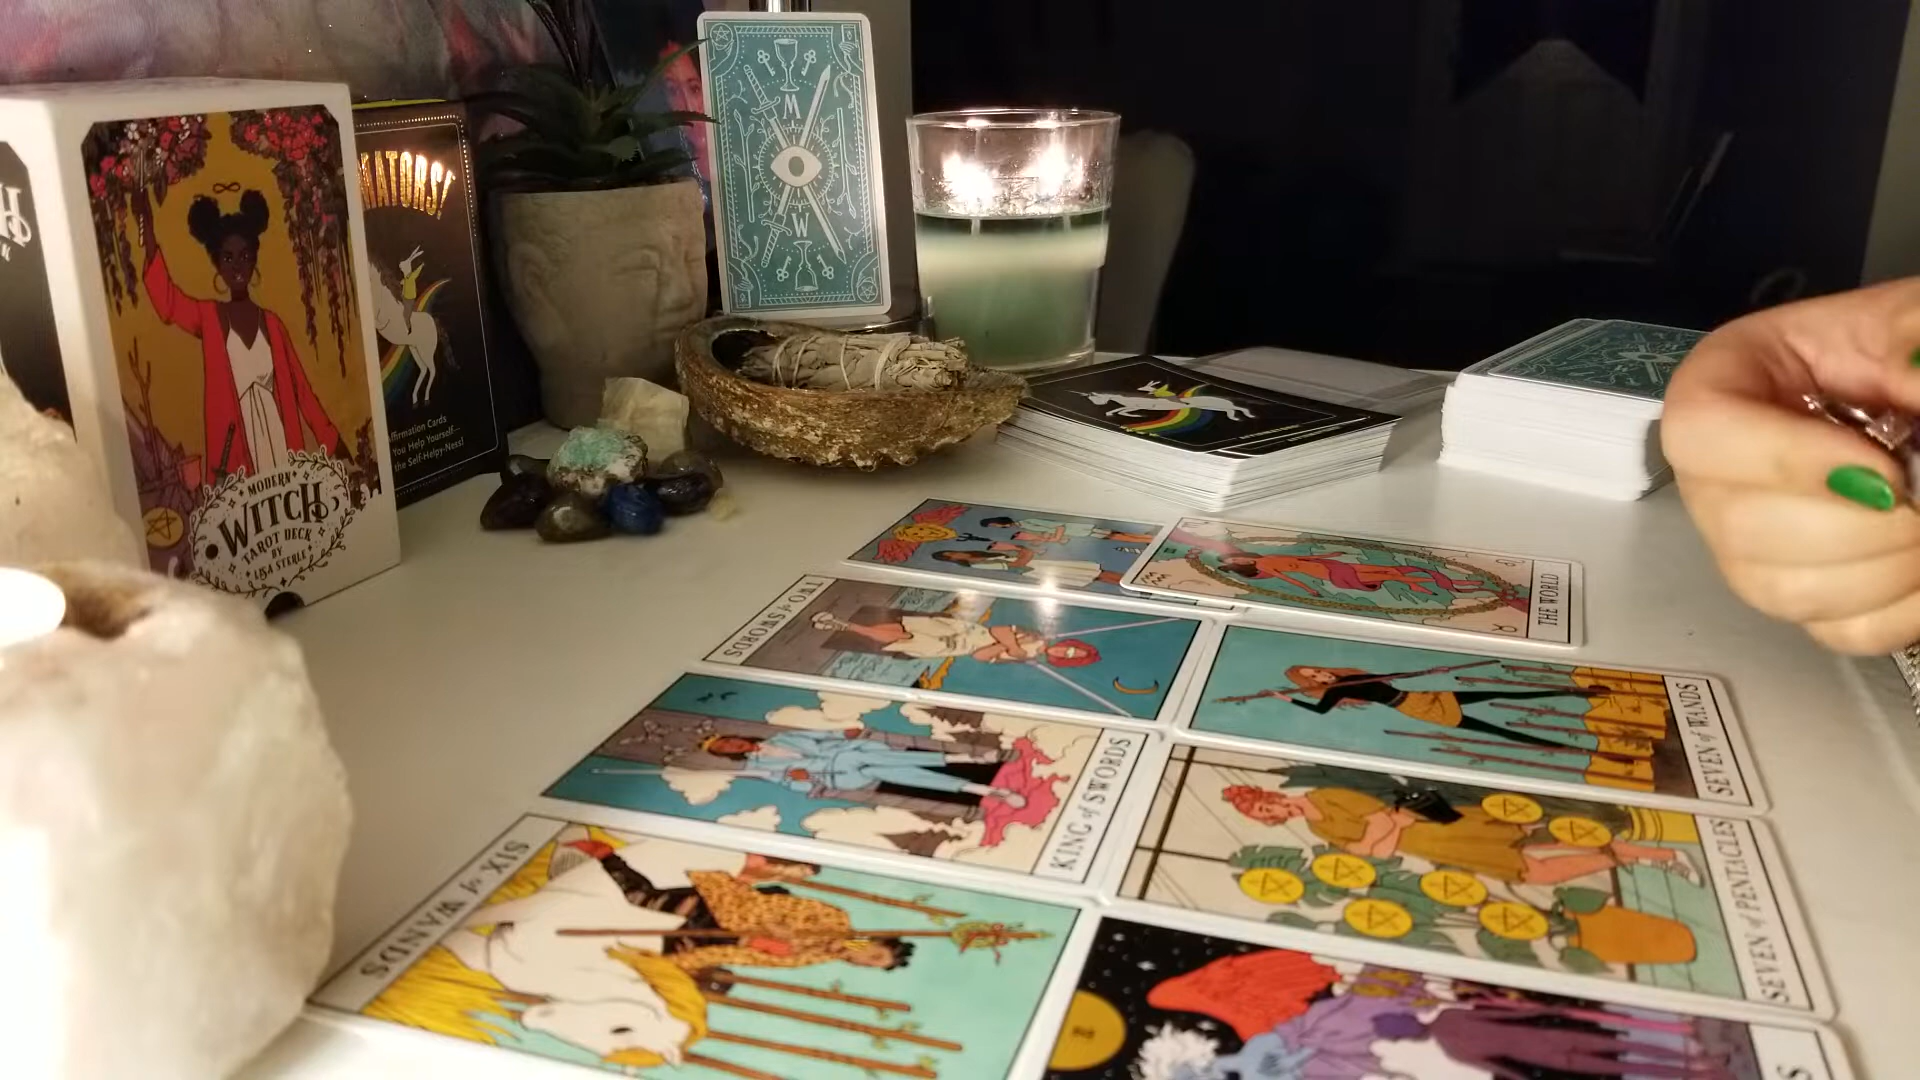 MODERN
WITCH
TAROT DECK
BY
LISA STERLE
Affirmation Cards
You Help Yourself—
the Self-Helpy-Ness!
M
W
THE WORLD
TWO of SWORDS
SEVEN of WANDS
KING of SWORDS
SEVEN of PENTACLES
SIX of WANDS